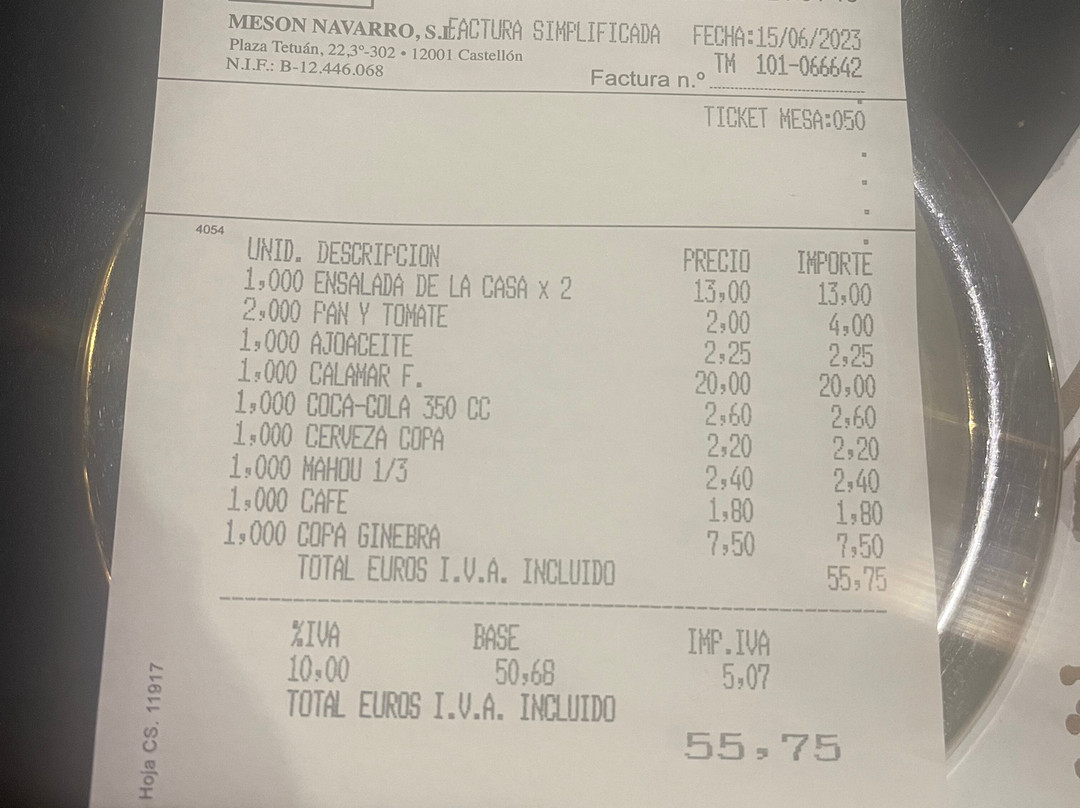 MESON NAVARRO, S.L. FACTURA SIMPLIFICADA FECHA:15/06/2023
Plaza Tetuán, 22,3º-302 • 12001 Castellón
N.I.F.: B-12.446.068
Factura n.º TM 101-066642
TICKET MESA:050
4054
UNID. DESCRIPCION PRECIO IMPORTE
1,000 ENSALADA DE LA CASA x 2 13,00 13,00
2,000 PAN Y TOMATE 2,00 4,00
1,000 AJOACEITE 2,25 2,25
1,000 CALAMAR F. 20,00 20,00
1,000 COCA-COLA 350 CC 2,60 2,60
1,000 CERVEZA COPA 2,20 2,20
1,000 MAHOU 1/3 2,40 2,40
1,000 CAFE 1,80 1,80
1,000 COPA GINEBRA 7,50 7,50
TOTAL EUROS I.V.A. INCLUIDO 55,75
%IVA BASE IMP.IVA
10,00 50,68 5,07
TOTAL EUROS I.V.A. INCLUIDO
55,75
Hoja CS. 11917